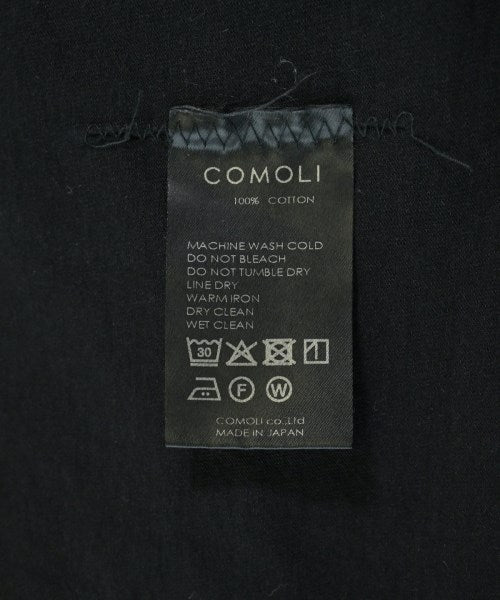 COMOLI
100% COTTON
MACHINE WASH COLD
DO NOT BLEACH
DO NOT TUMBLE DRY
LINE DRY
WARM IRON
DRY CLEAN
WET CLEAN
30
F W
COMOLI co.,Ltd
MADE IN JAPAN